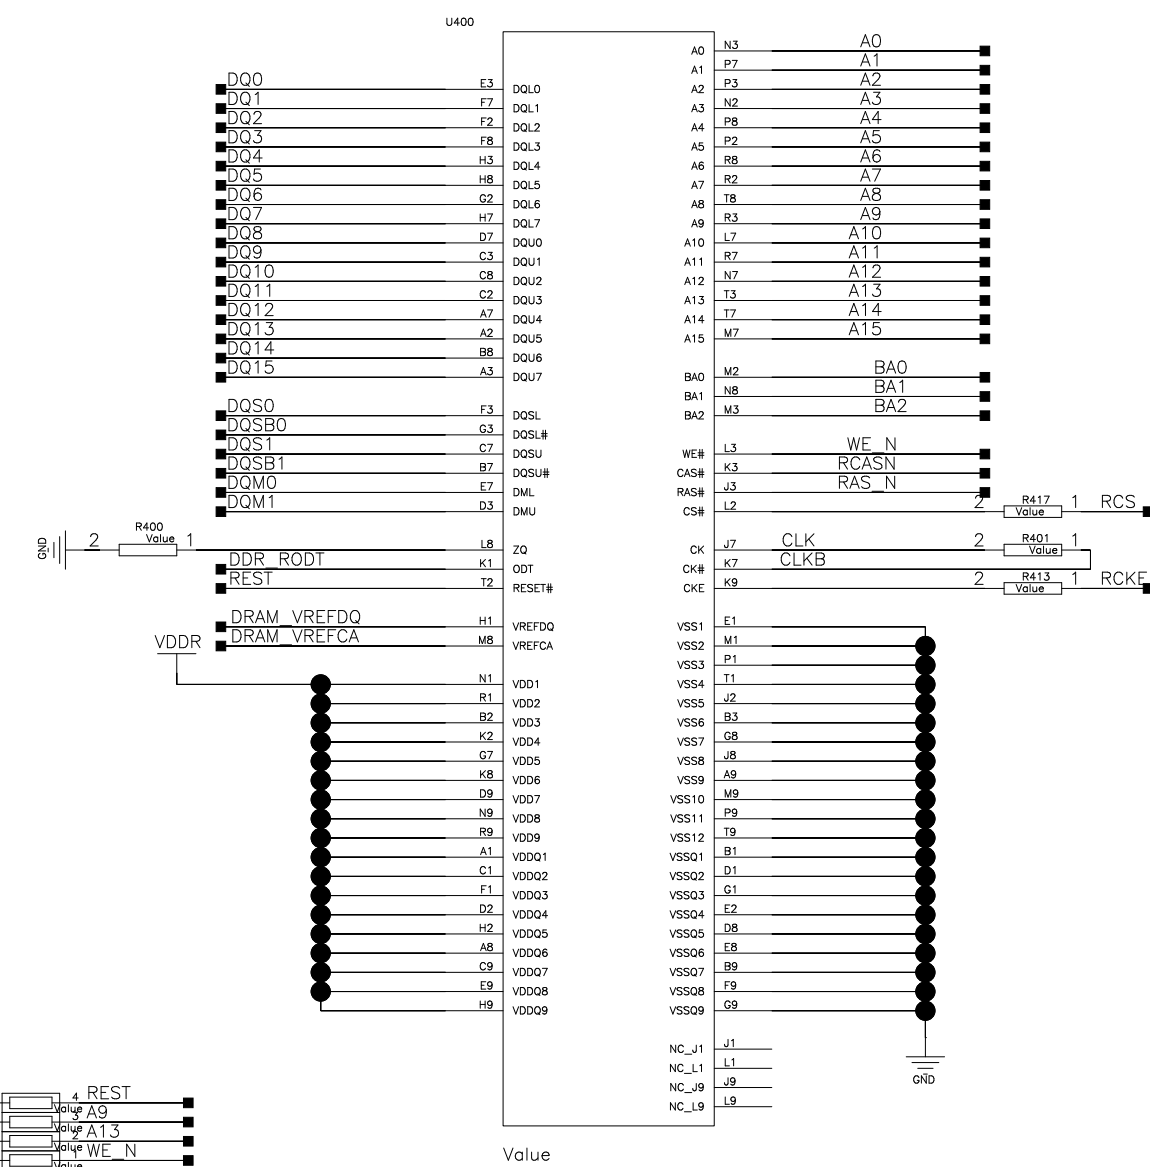 U400
DQ0 E3 DQL0
DQ1 F7 DQL1
DQ2 F2 DQL2
DQ3 F8 DQL3
DQ4 H3 DQL4
DQ5 H8 DQL5
DQ6 G2 DQL6
DQ7 H7 DQL7
DQ8 D7 DQU0
DQ9 C3 DQU1
DQ10 C8 DQU2
DQ11 C2 DQU3
DQ12 A7 DQU4
DQ13 A2 DQU5
DQ14 B8 DQU6
DQ15 A3 DQU7
DQS0 F3 DQSL
DQSB0 G3 DQSL#
DQS1 C7 DQSU
DQSB1 B7 DQSU#
DQM0 E7 DML
DQM1 D3 DMU
R400
GND 2 Value 1 L8 ZQ
DDR_RODT K1 ODT
REST T2 RESET#
DRAM_VREFDQ H1 VREFDQ
DRAM_VREFCA M8 VREFCA
VDDR
N1 VDD1
R1 VDD2
B2 VDD3
K2 VDD4
G7 VDD5
K8 VDD6
D9 VDD7
N9 VDD8
R9 VDD9
A1 VDDQ1
C1 VDDQ2
F1 VDDQ3
D2 VDDQ4
H2 VDDQ5
A8 VDDQ6
C9 VDDQ7
E9 VDDQ8
H9 VDDQ9
A0 N3 A0
A1 P7 A1
A2 P3 A2
A3 N2 A3
A4 P8 A4
A5 P2 A5
A6 R8 A6
A7 R2 A7
A8 T8 A8
A9 R3 A9
A10 L7 A10
A11 R7 A11
A12 N7 A12
A13 T3 A13
A14 T7 A14
A15 M7 A15
BA0 M2 BA0
BA1 N8 BA1
BA2 M3 BA2
WE# L3 WE_N
CAS# K3 RCASN
RAS# J3 RAS_N
CS# L2 2 R417 Value 1 RCS
CK J7 CLK 2 R401 Value 1
CK# K7 CLKB
CKE K9 2 R413 Value 1 RCKE
VSS1 E1
VSS2 M1
VSS3 P1
VSS4 T1
VSS5 J2
VSS6 B3
VSS7 G8
VSS8 J8
VSS9 A9
VSS10 M9
VSS11 P9
VSS12 T9
VSSQ1 B1
VSSQ2 D1
VSSQ3 G1
VSSQ4 E2
VSSQ5 D8
VSSQ6 E8
VSSQ7 B9
VSSQ8 F9
VSSQ9 G9
GND
NC_J1 J1
NC_L1 L1
NC_J9 J9
NC_L9 L9
4 REST
Value
3 A9
Value
2 A13
Value
1 WE_N
Value
Value